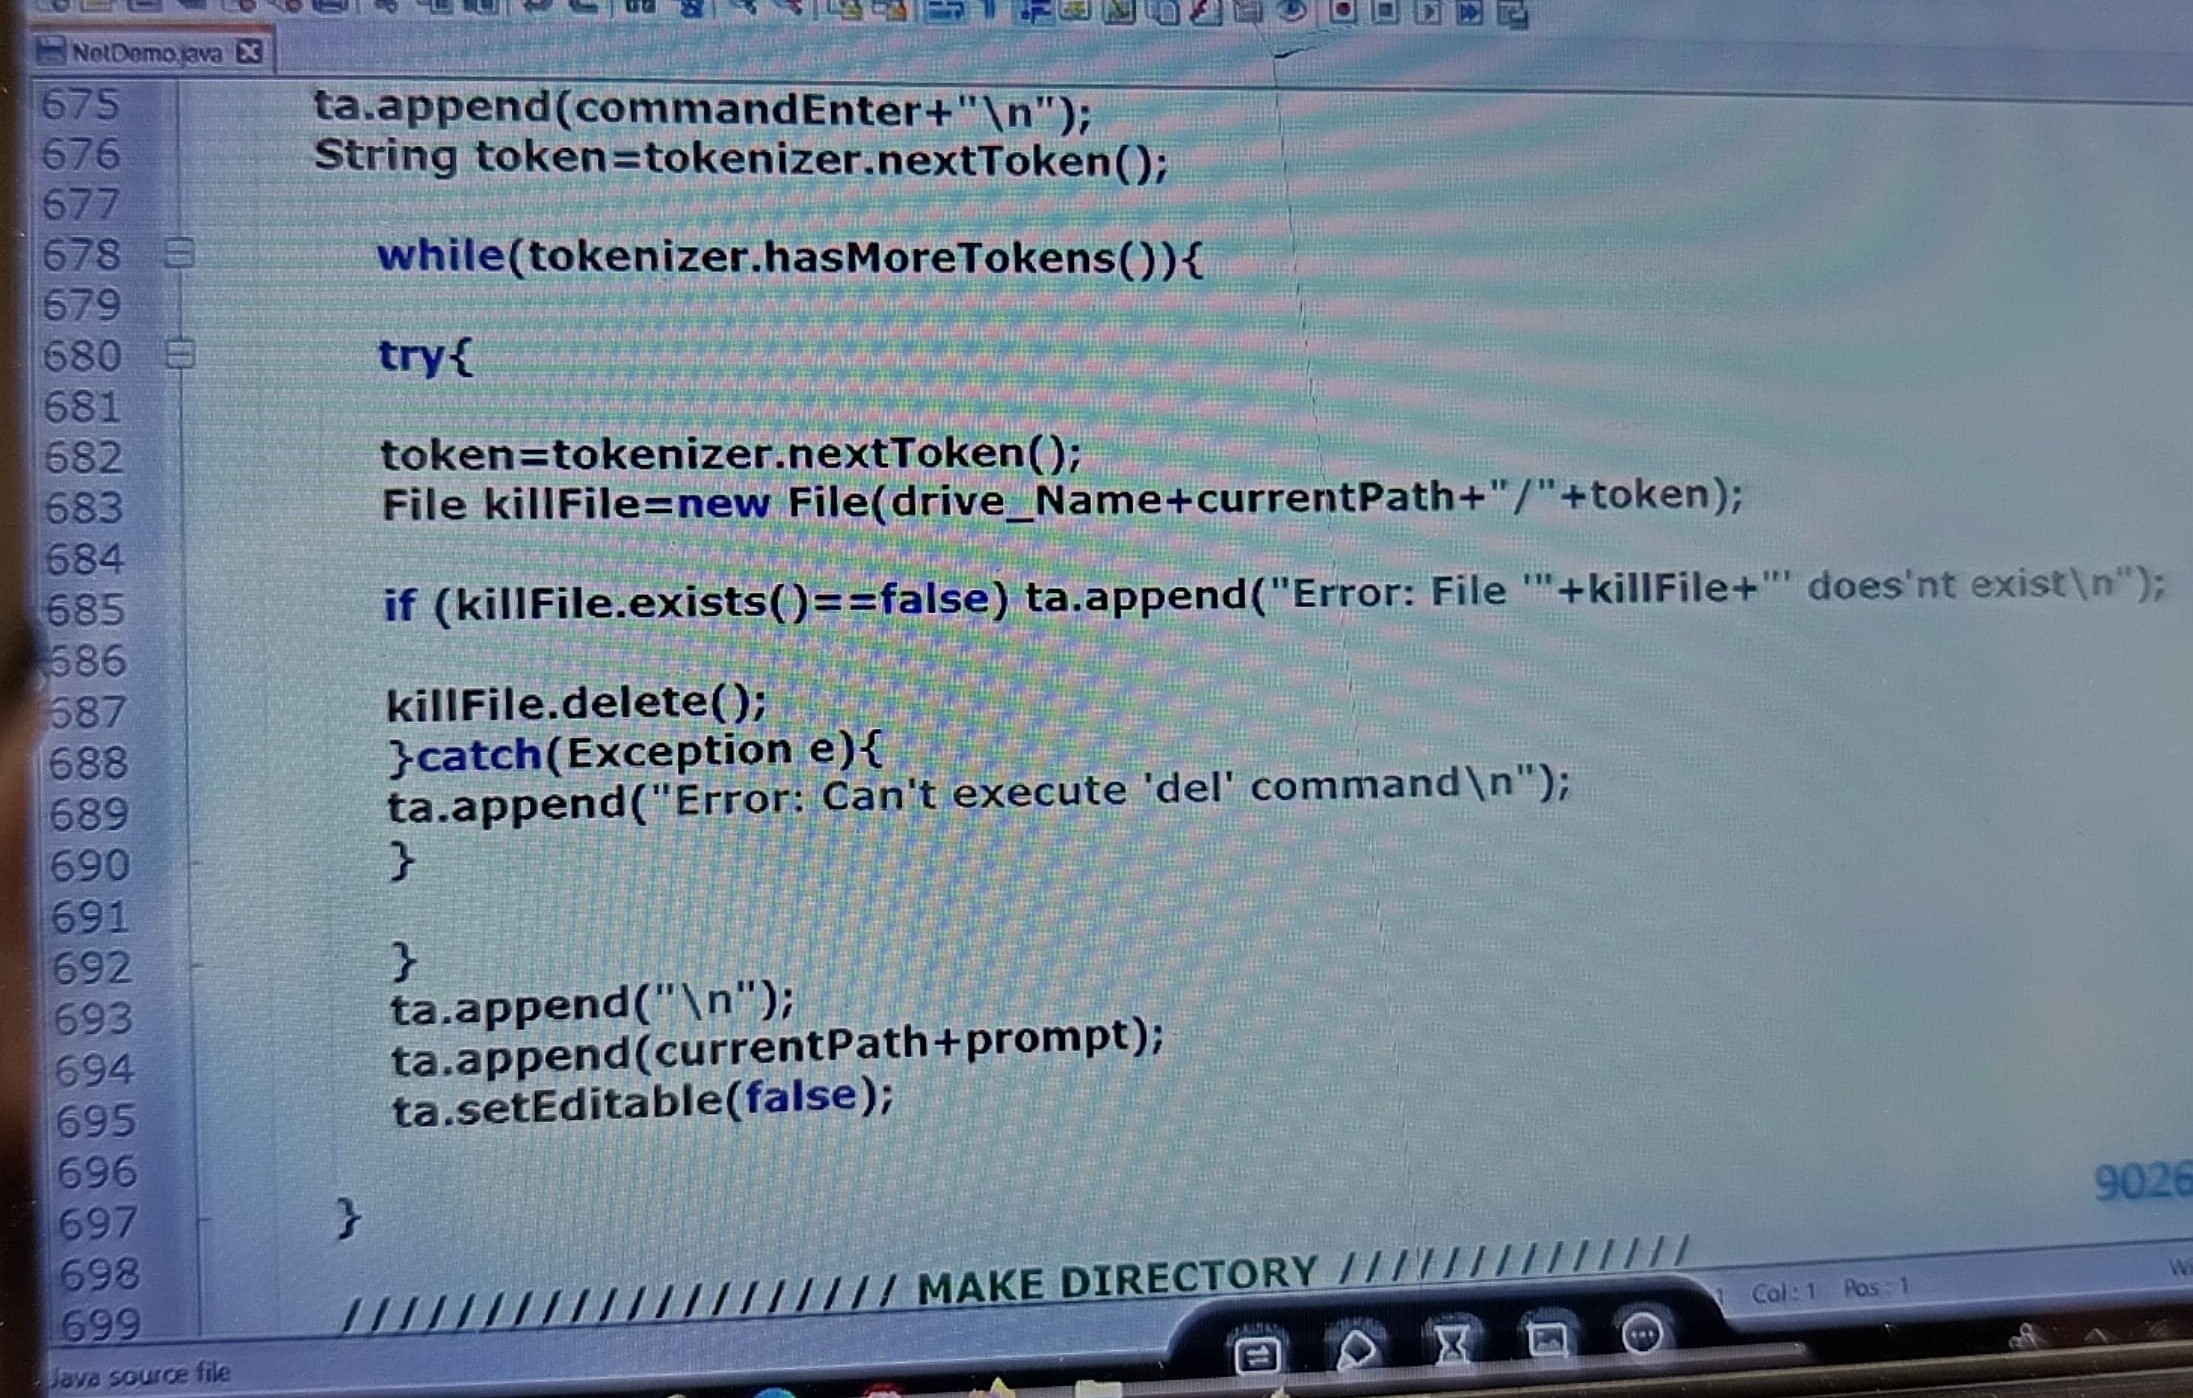 NetDemo.java
675 ta.append(commandEnter+"\n");
676 String token=tokenizer.nextToken();
677
678 while(tokenizer.hasMoreTokens()){
679
680 try{
681
682 token=tokenizer.nextToken();
683 File killFile=new File(drive_Name+currentPath+"/"+token);
684
685 if (killFile.exists()==false) ta.append("Error: File '"+killFile+"' does'nt exist\n");
686
687 killFile.delete();
688 }catch(Exception e){
689 ta.append("Error: Can't execute 'del' command\n");
690 }
691
692 }
693 ta.append("\n");
694 ta.append(currentPath+prompt);
695 ta.setEditable(false);
696
697 }
698
699 //////////////////// MAKE DIRECTORY ///////////////
9026
Java source file
Col : 1 Pos : 1